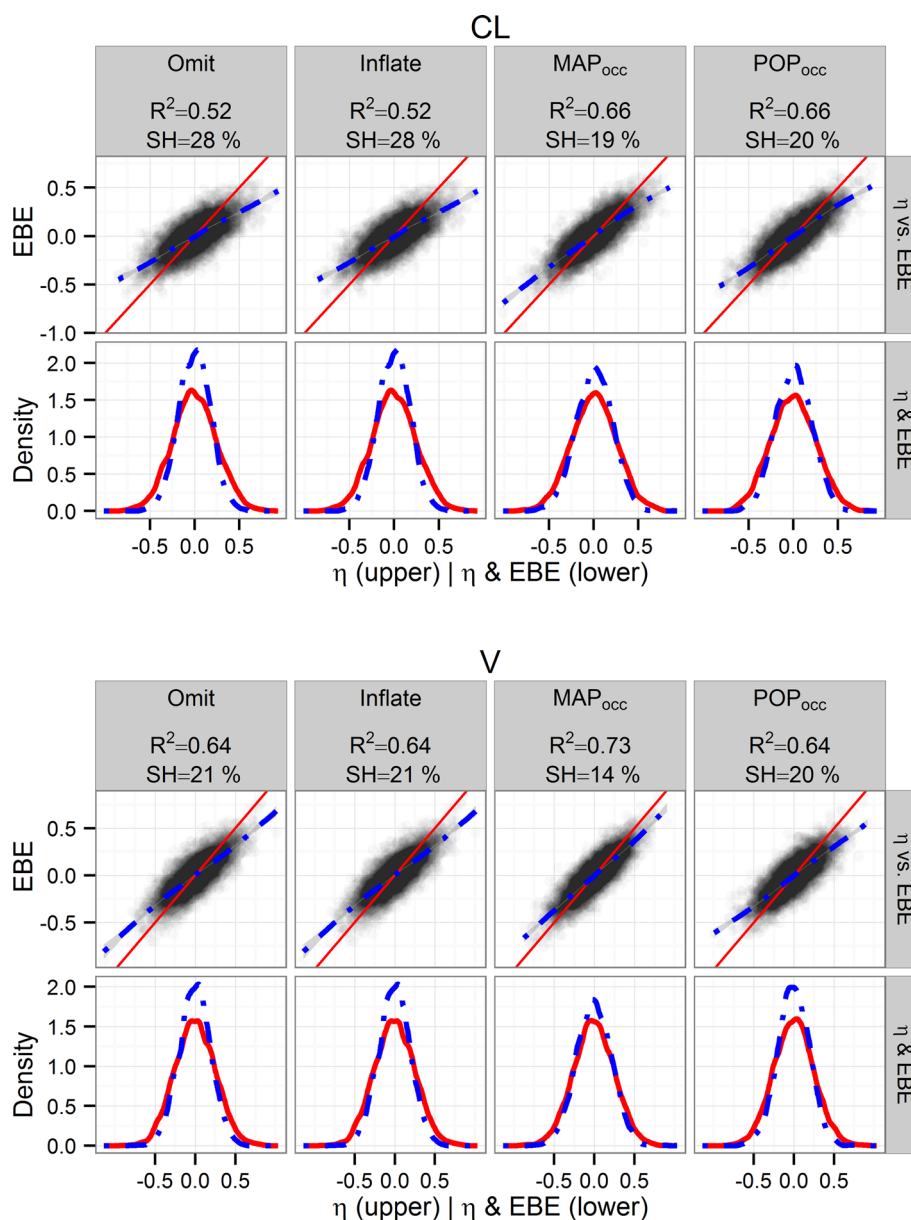 CL
Omit Inflate MAPocc POPocc
R²=0.52 R²=0.52 R²=0.66 R²=0.66
SH=28 % SH=28 % SH=19 % SH=20 %
EBE
0.5
0.0
-0.5
-1.0
η vs. EBE
Density
2.0
1.5
1.0
0.5
0.0
η & EBE
-0.5 0.0 0.5 -0.5 0.0 0.5 -0.5 0.0 0.5 -0.5 0.0 0.5
η (upper) | η & EBE (lower)
V
Omit Inflate MAPocc POPocc
R²=0.64 R²=0.64 R²=0.73 R²=0.64
SH=21 % SH=21 % SH=14 % SH=20 %
EBE
0.5
0.0
-0.5
η vs. EBE
Density
2.0
1.5
1.0
0.5
0.0
η & EBE
-0.5 0.0 0.5 -0.5 0.0 0.5 -0.5 0.0 0.5 -0.5 0.0 0.5
η (upper) | η & EBE (lower)